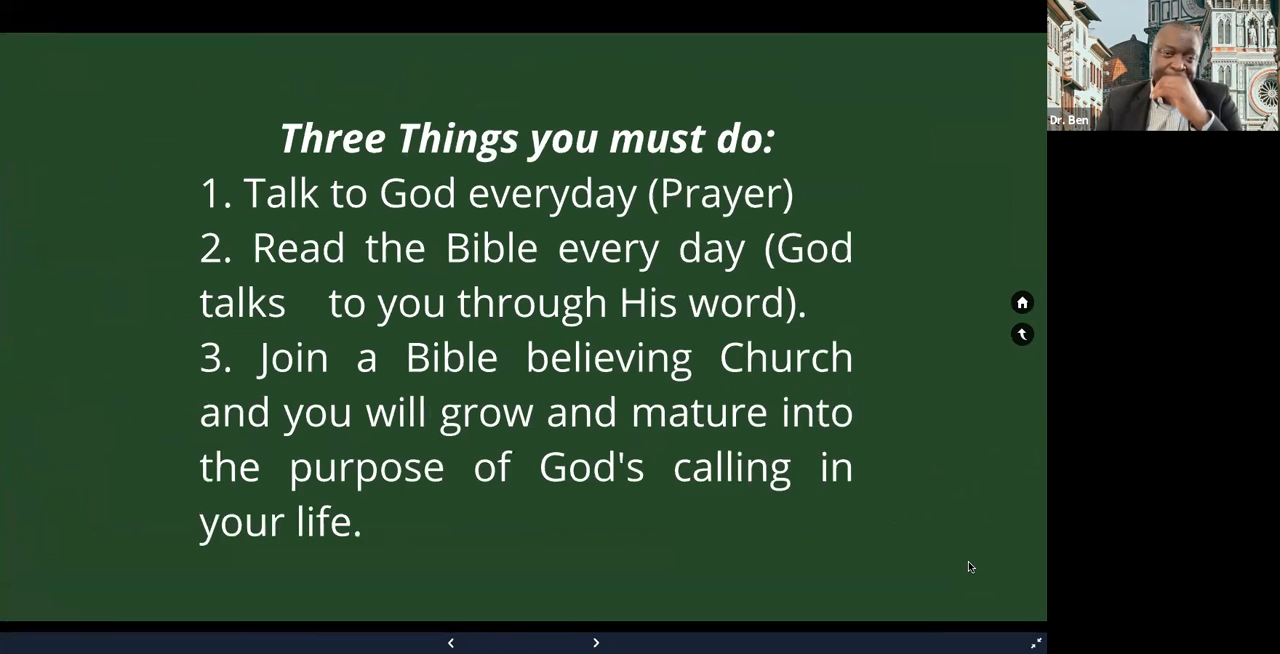 Three Things you must do:
1. Talk to God everyday (Prayer)
2. Read the Bible every day (God
talks to you through His word).
3. Join a Bible believing Church
and you will grow and mature into
the purpose of God's calling in
your life.
Dr. Ben